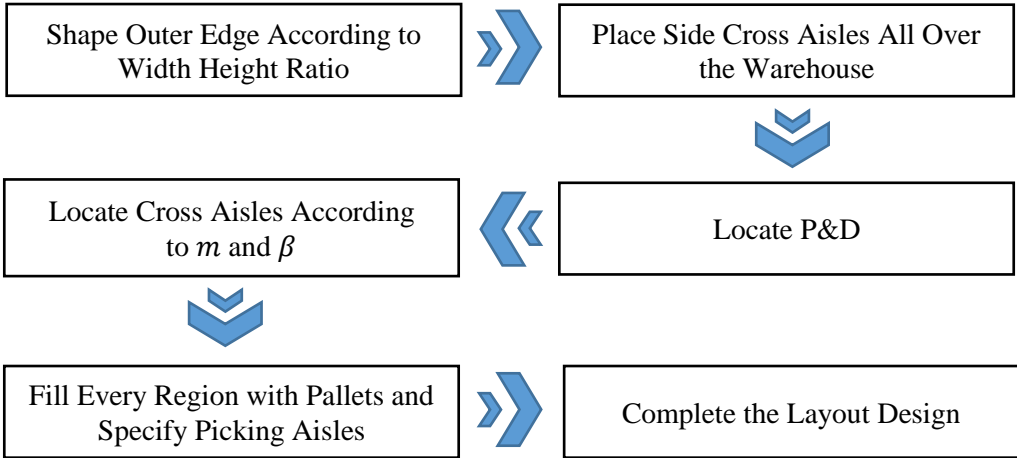 Shape Outer Edge According to
Width Height Ratio
Place Side Cross Aisles All Over
the Warehouse
Locate P&D
Locate Cross Aisles According
to 𝑚 and 𝛽
Fill Every Region with Pallets and
Specify Picking Aisles
Complete the Layout Design